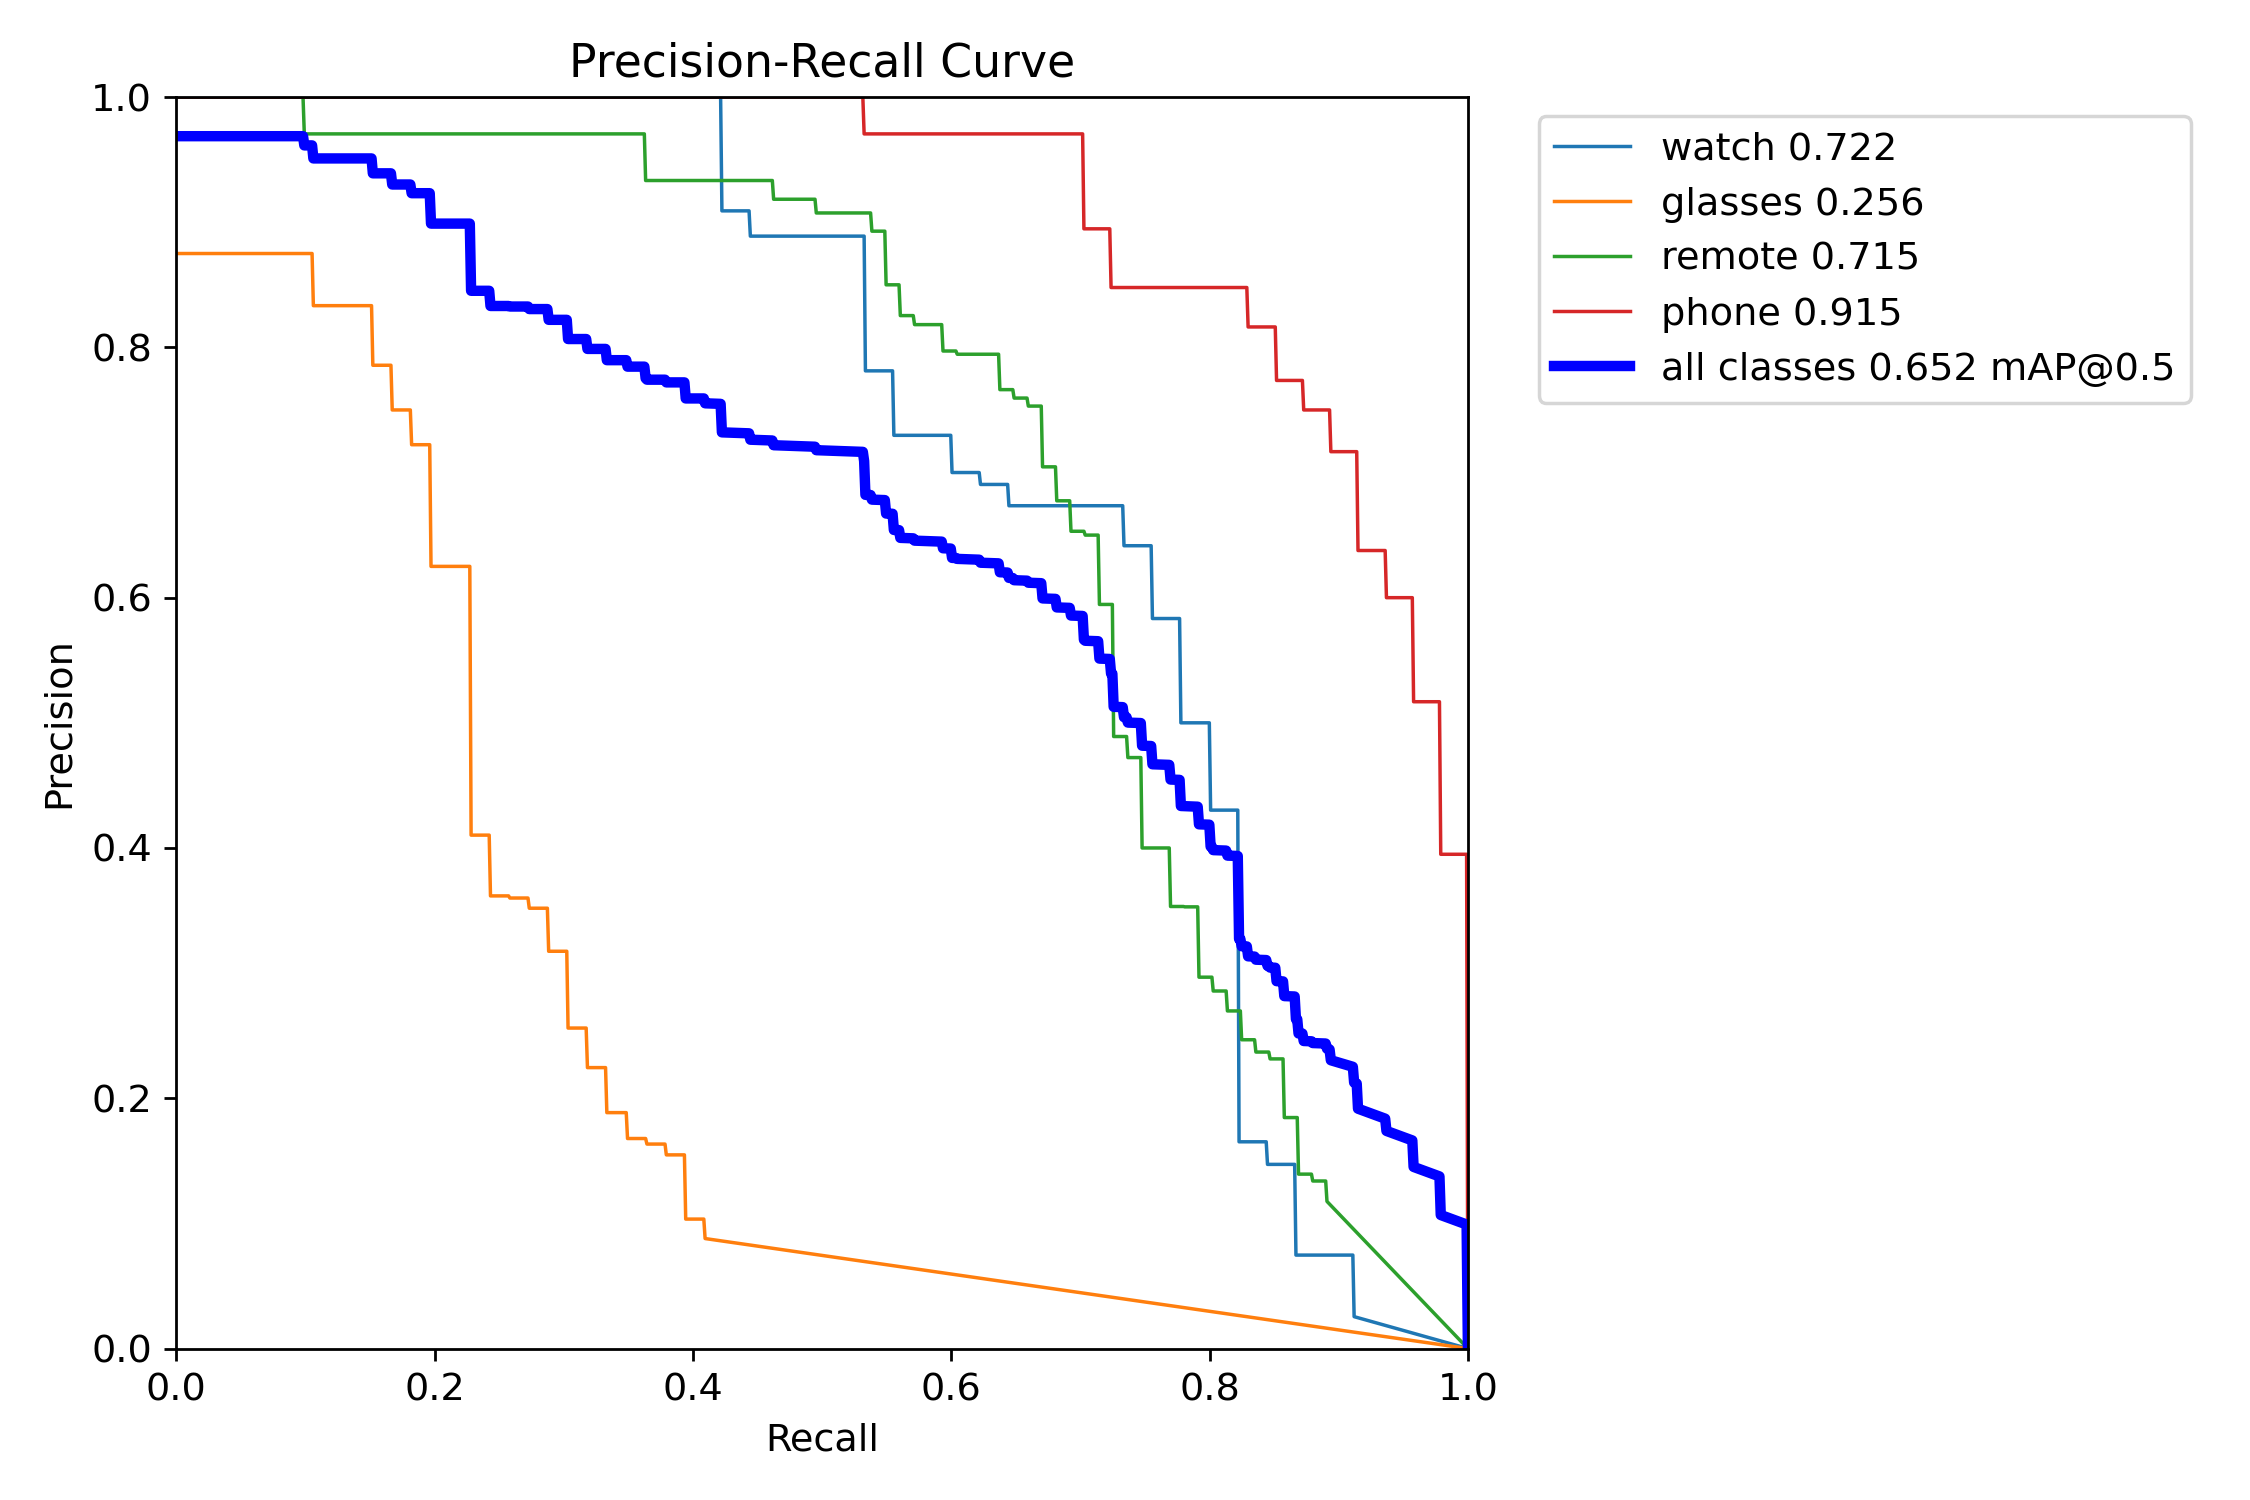 Precision-Recall Curve
1.0
0.8
0.6
0.4
0.2
0.0
Precision
0.0 0.2 0.4 0.6 0.8 1.0
Recall
watch 0.722
glasses 0.256
remote 0.715
phone 0.915
all classes 0.652 mAP@0.5